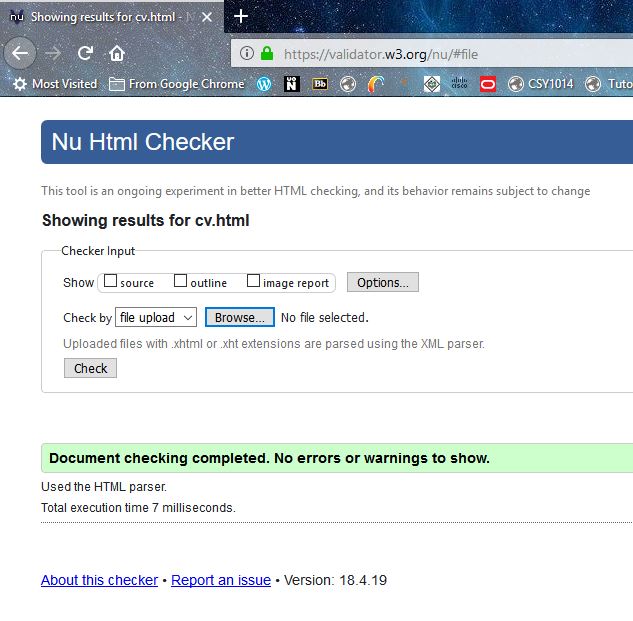 nu Showing results for cv.html - N
https://validator.w3.org/nu/#file
Most Visited From Google Chrome UON Bb cisco CSY1014 Tuto
Nu Html Checker
This tool is an ongoing experiment in better HTML checking, and its behavior remains subject to change
Showing results for cv.html
Checker Input
Show source outline image report Options...
Check by file upload Browse... No file selected.
Uploaded files with .xhtml or .xht extensions are parsed using the XML parser.
Check
Document checking completed. No errors or warnings to show.
Used the HTML parser.
Total execution time 7 milliseconds.
About this checker • Report an issue • Version: 18.4.19